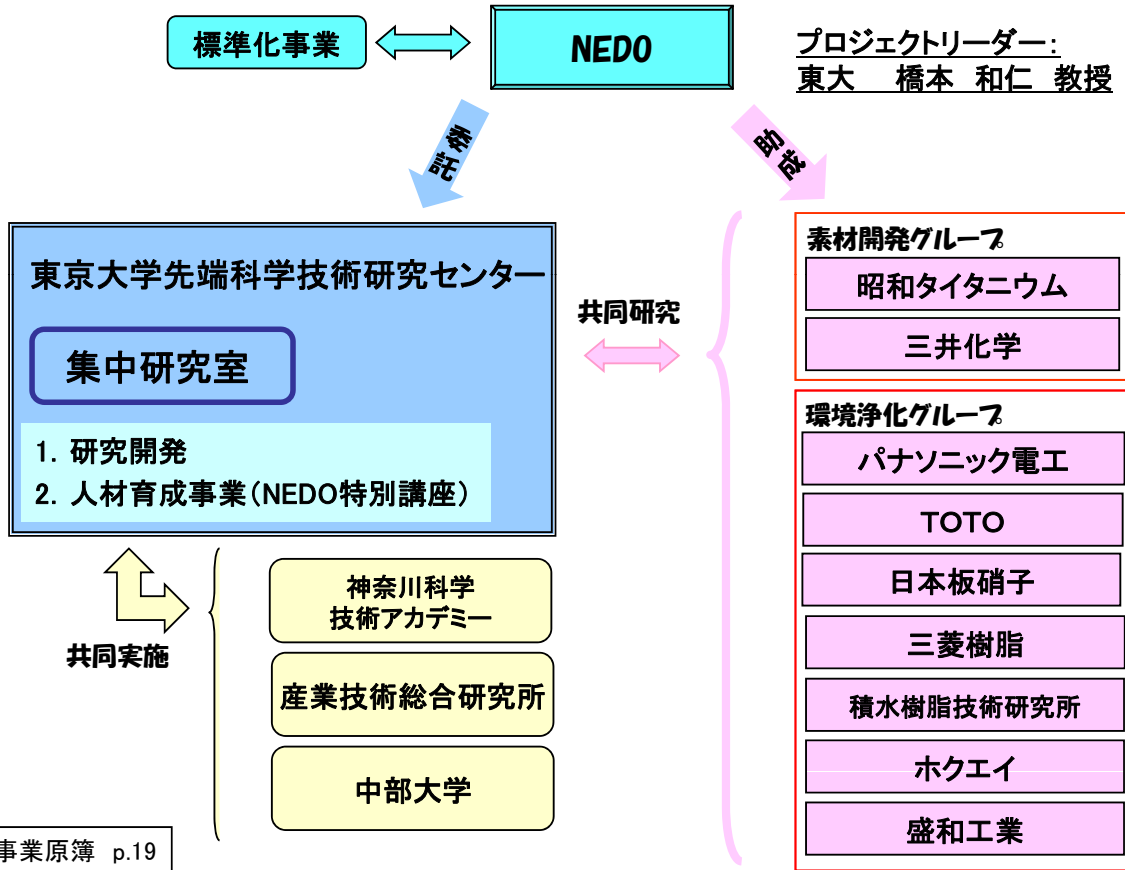 標準化事業
NEDO
プロジェクトリーダー:
東大 橋本 和仁 教授
委託
助成
東京大学先端科学技術研究センター
集中研究室
1. 研究開発
2. 人材育成事業(NEDO特別講座)
共同研究
素材開発グループ
昭和タイタニウム
三井化学
環境浄化グループ
パナソニック電工
TOTO
日本板硝子
三菱樹脂
積水樹脂技術研究所
ホクエイ
盛和工業
共同実施
神奈川科学
技術アカデミー
産業技術総合研究所
中部大学
事業原簿 p.19